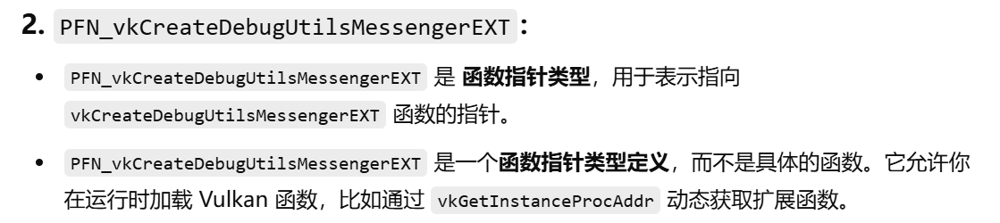 2. PFN_vkCreateDebugUtilsMessengerEXT：
• PFN_vkCreateDebugUtilsMessengerEXT 是 函数指针类型，用于表示指向
vkCreateDebugUtilsMessengerEXT 函数的指针。
• PFN_vkCreateDebugUtilsMessengerEXT 是一个函数指针类型定义，而不是具体的函数。它允许你
在运行时加载 Vulkan 函数，比如通过 vkGetInstanceProcAddr 动态获取扩展函数。